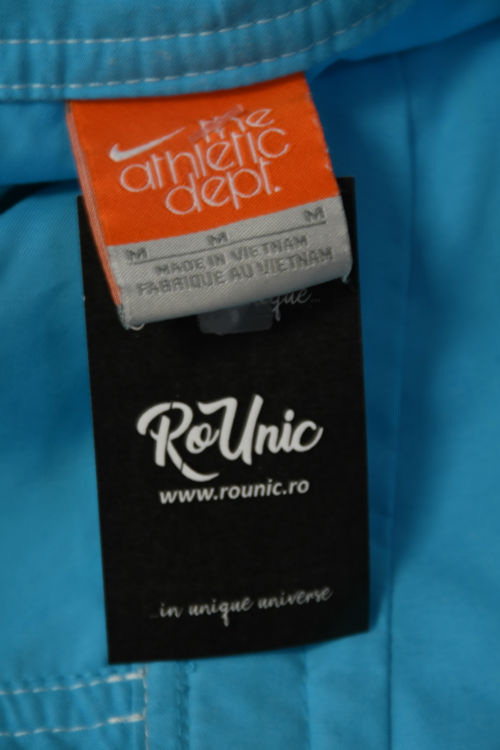 the
athletic
dept.
M M M
MADE IN VIETNAM
FABRIQUE AU VIETNAM
RoUnic
www.rounic.ro
...in unique universe